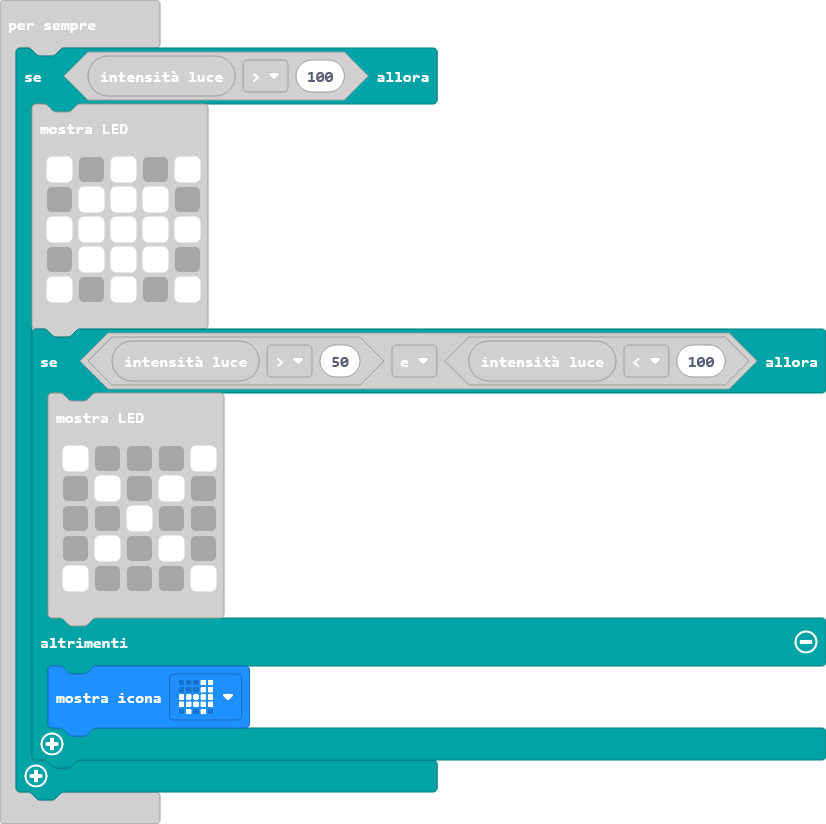 per sempre
se intensità luce > 100 allora
mostra LED
se intensità luce > 50 e intensità luce < 100 allora
mostra LED
altrimenti
mostra icona